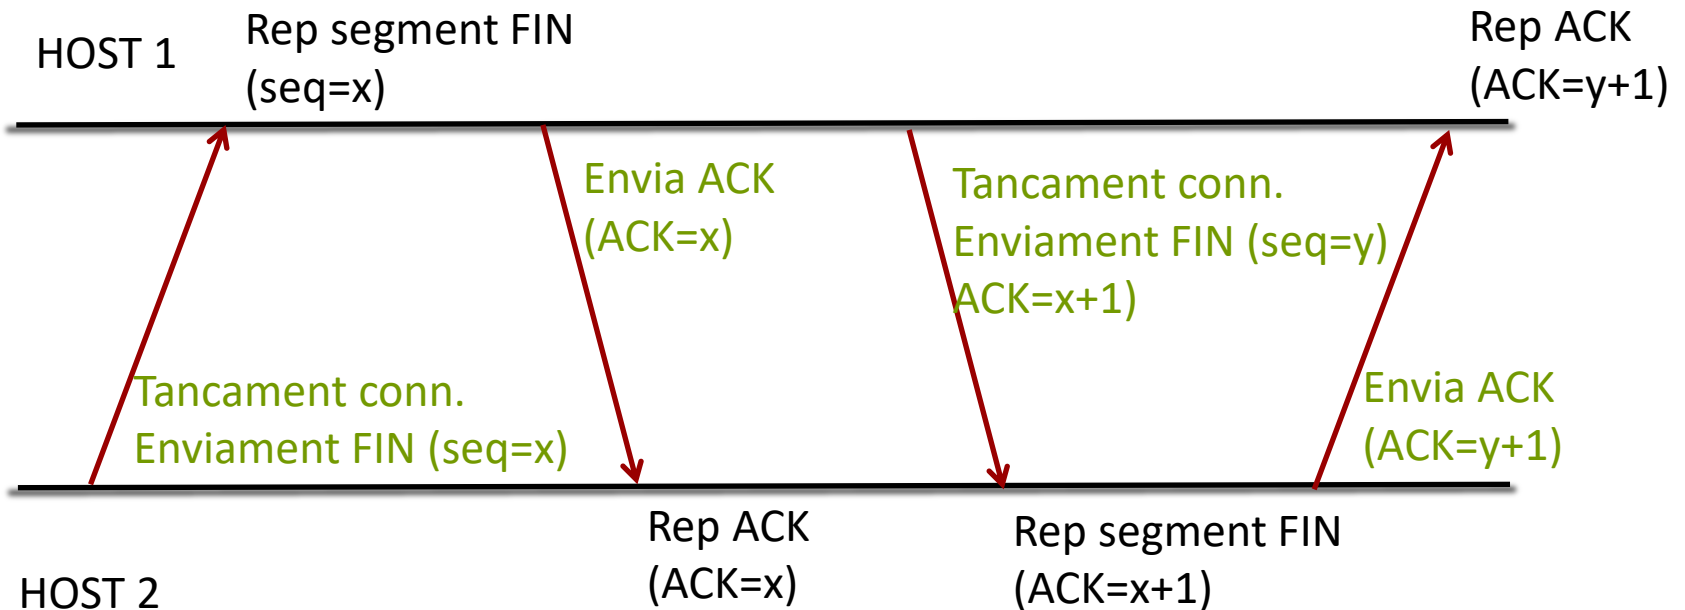 HOST 1
Rep segment FIN
(seq=x)
Rep ACK
(ACK=y+1)
Envia ACK
(ACK=x)
Tancament conn.
Enviament FIN (seq=y)
ACK=x+1)
Tancament conn.
Enviament FIN (seq=x)
Envia ACK
(ACK=y+1)
Rep ACK
(ACK=x)
Rep segment FIN
(ACK=x+1)
HOST 2